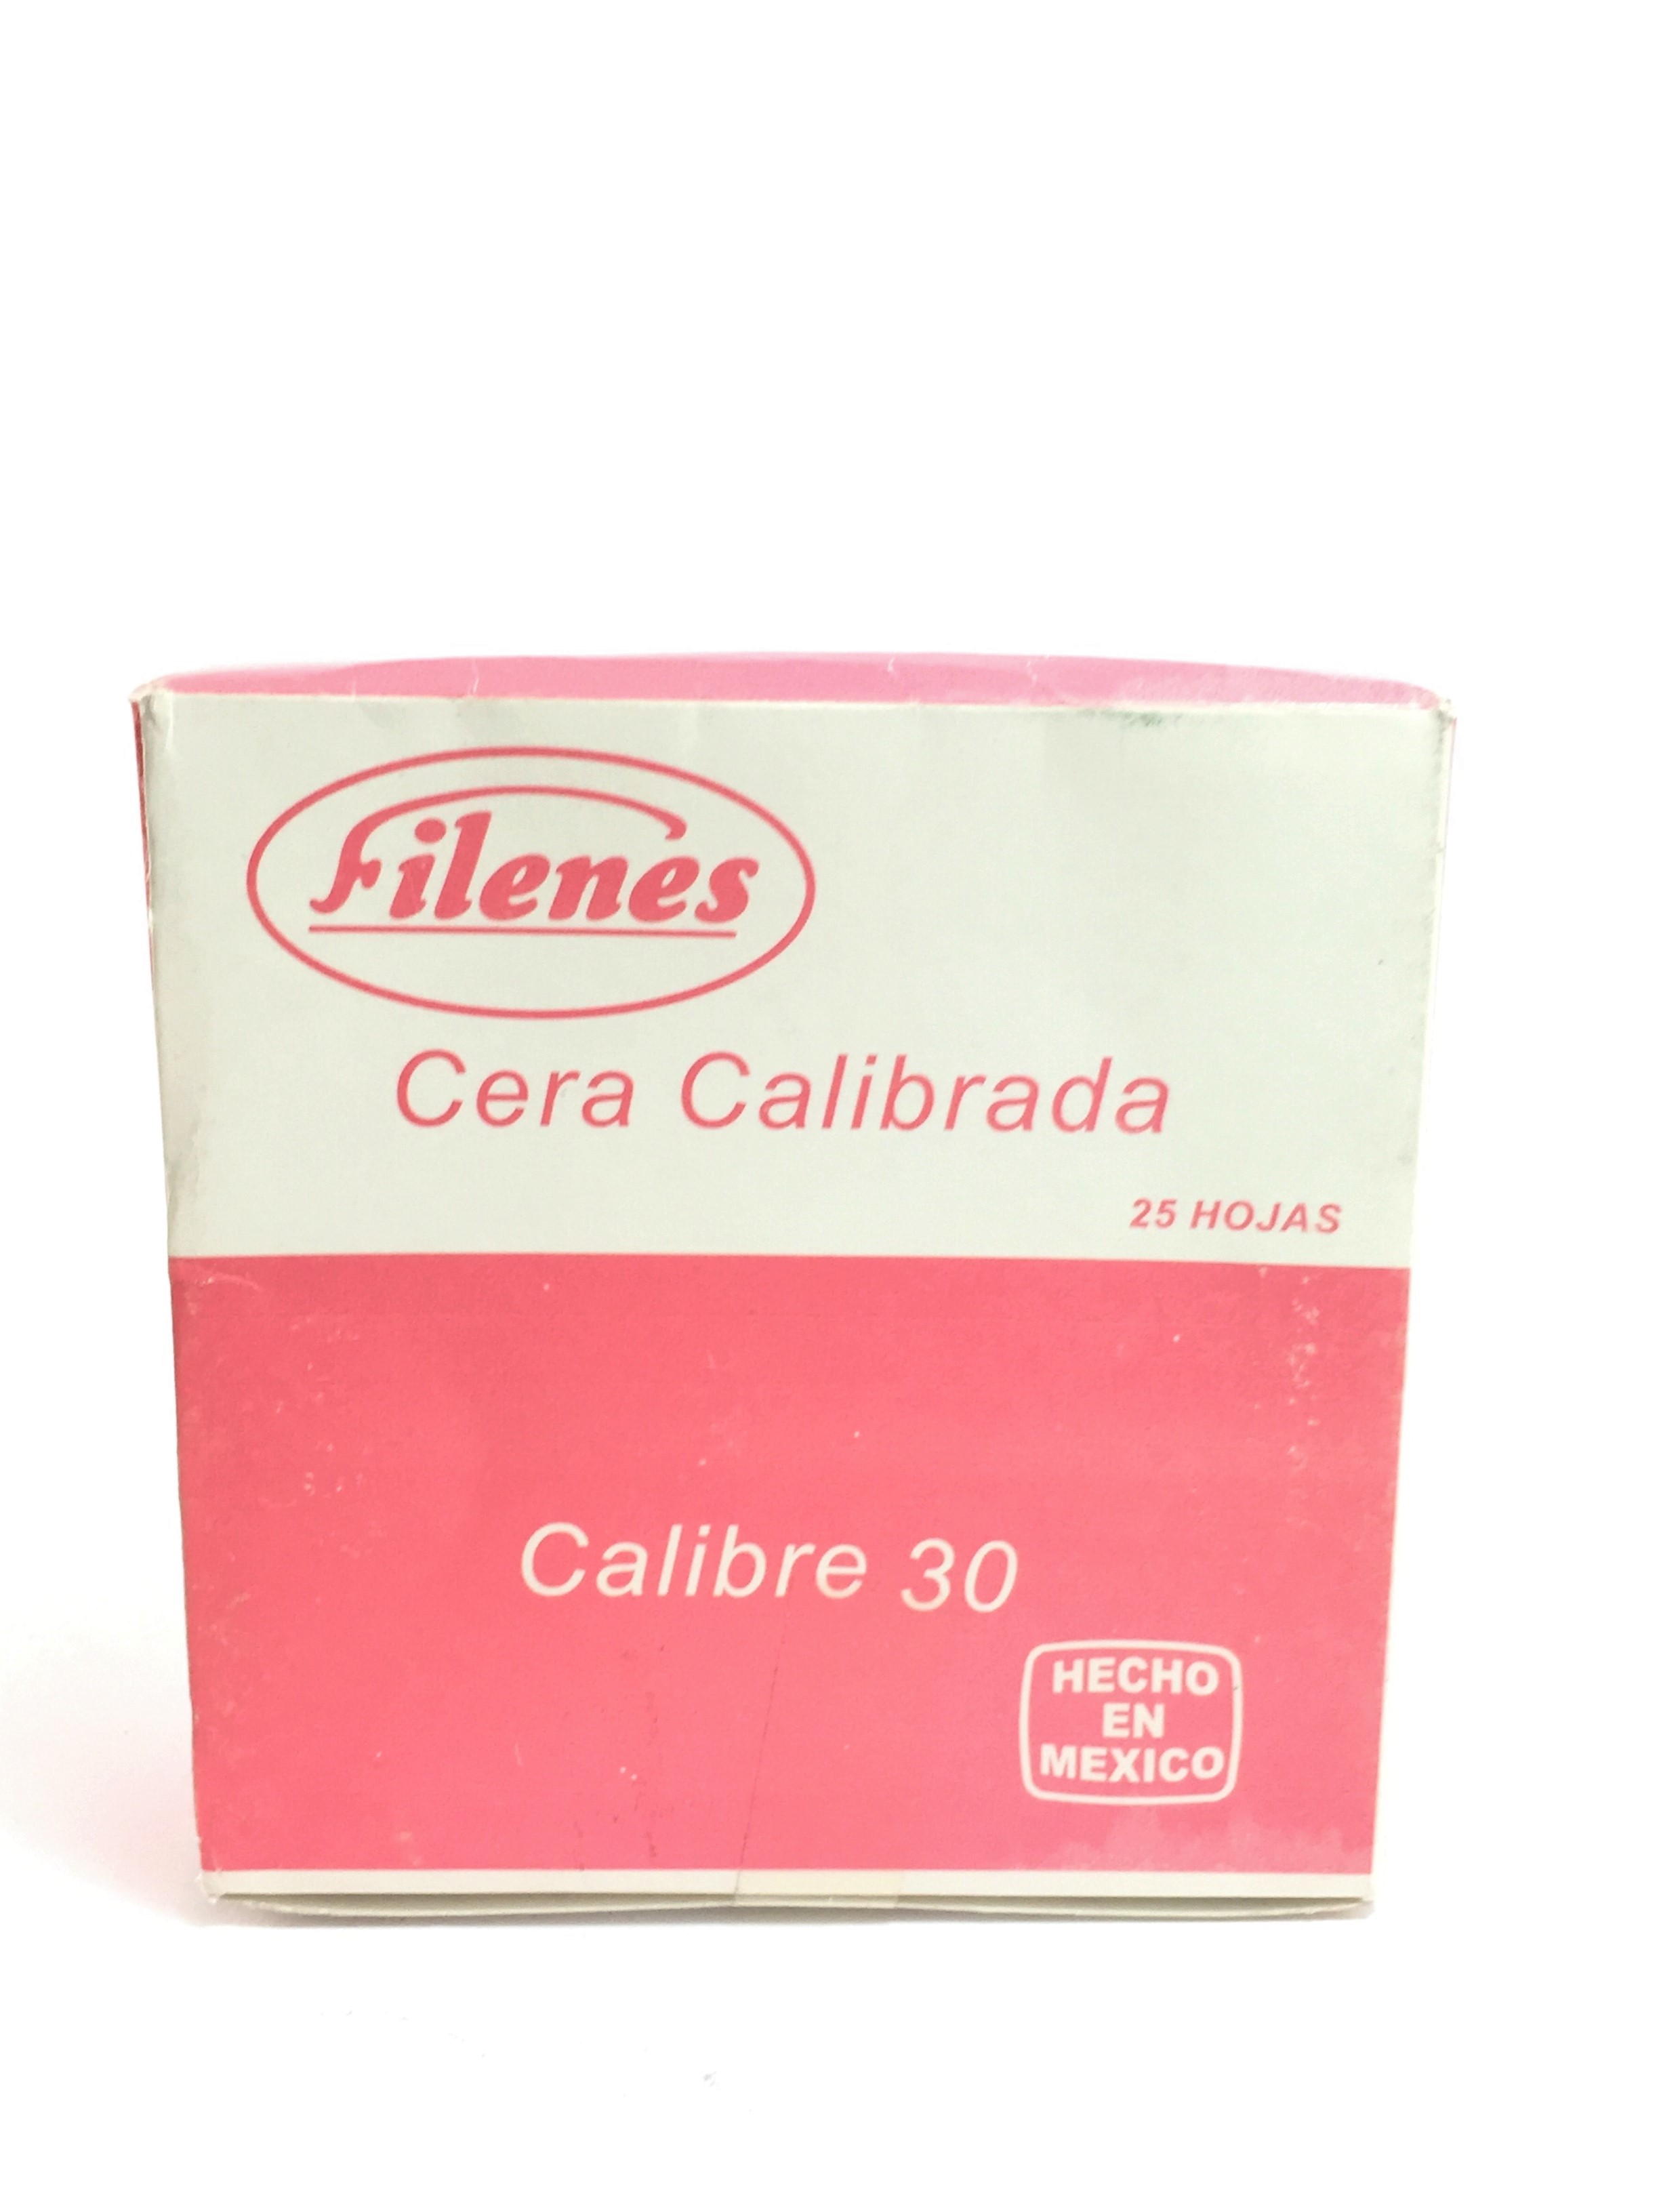 Filenes
Cera Calibrada
25 HOJAS
Calibre 30
HECHO
EN
MEXICO